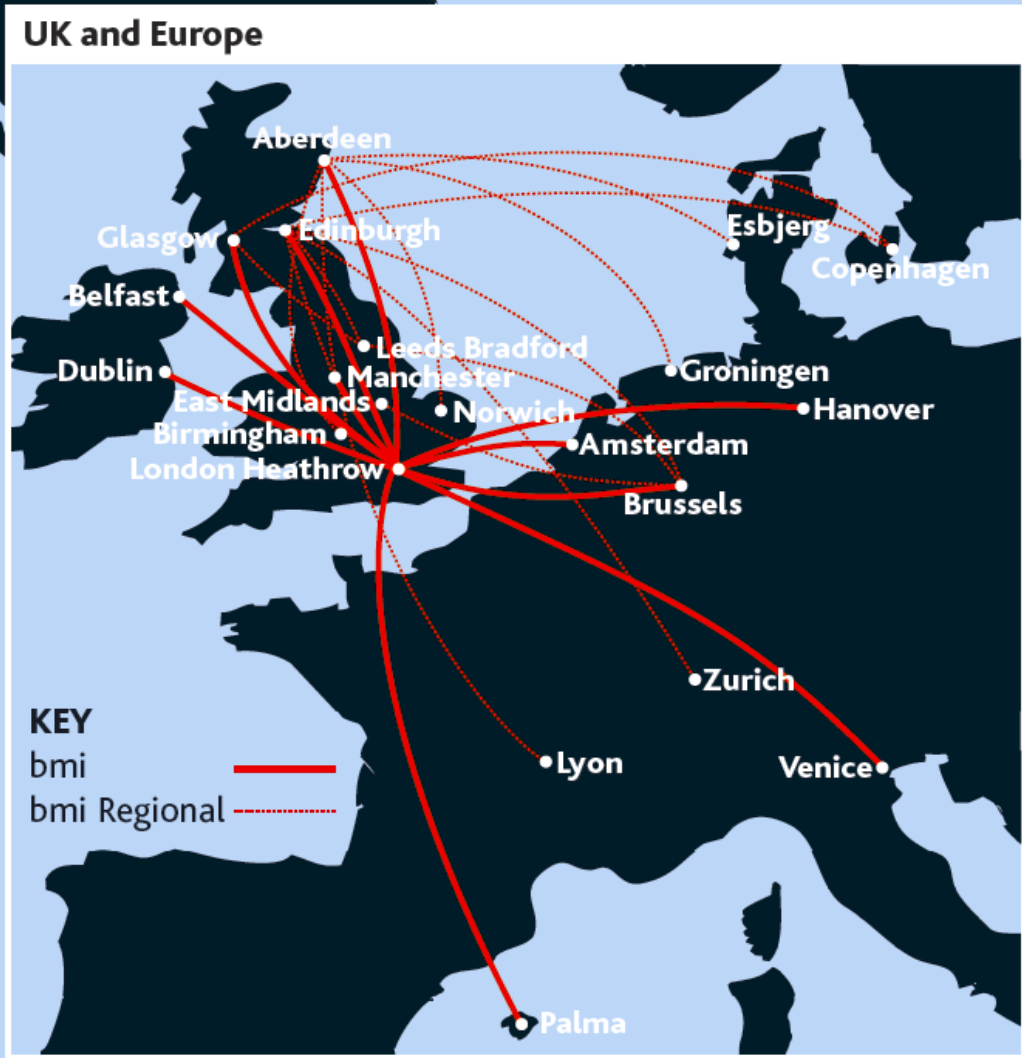 UK and Europe
Aberdeen
Edinburgh
Glasgow
Esbjerg
Copenhagen
Belfast
Leeds Bradford
Dublin
Groningen
Manchester
East Midlands
Norwich
Hanover
Birmingham
Amsterdam
London Heathrow
Brussels
Zurich
KEY
bmi
Lyon
Venice
bmi Regional
Palma